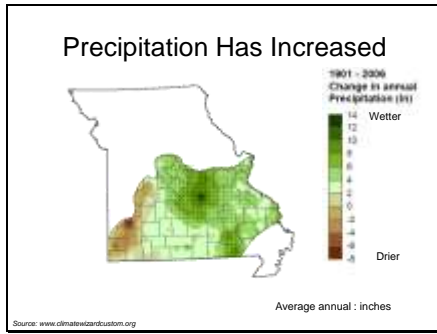 Precipitation Has Increased
1901 - 2006
Change in annual
Precipitation (in)
14
Wetter
12
10
8
6
4
2
0
-2
-4
-6
-8
Drier
Average annual : inches
Source: www.climatewizardcustom.org